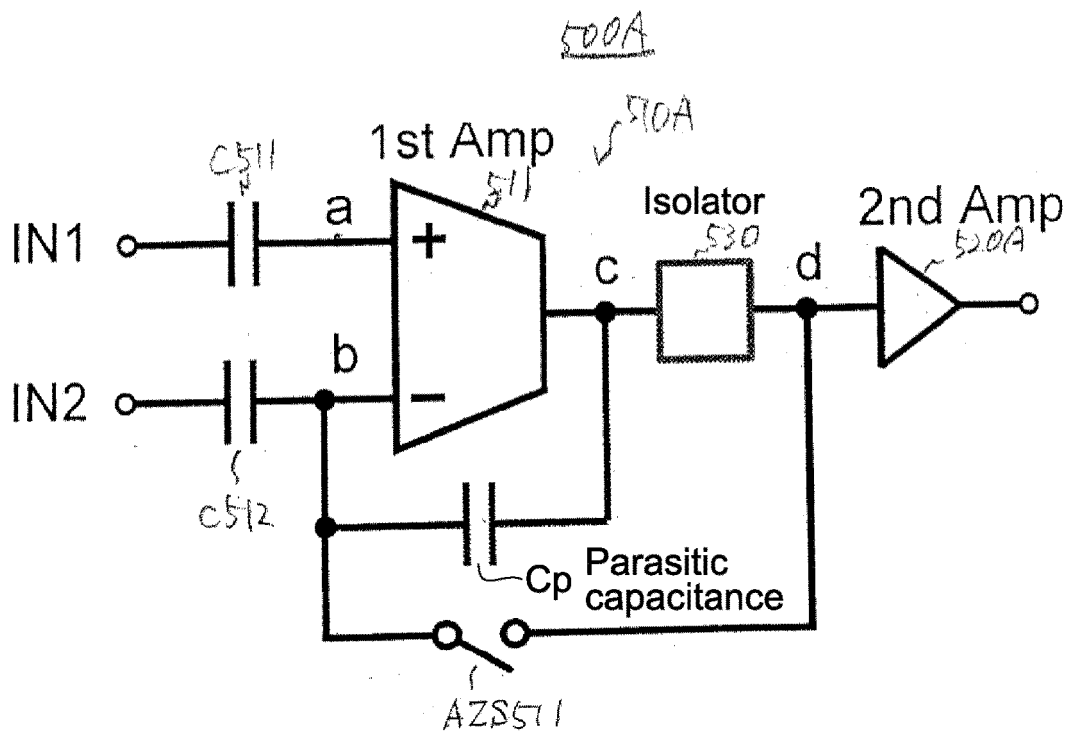 500A
510A
C511
1st Amp
511
Isolator
530
2nd Amp
520A
IN1
a
+
c
d
b
−
IN2
C512
Cp
Parasitic
capacitance
AZS511